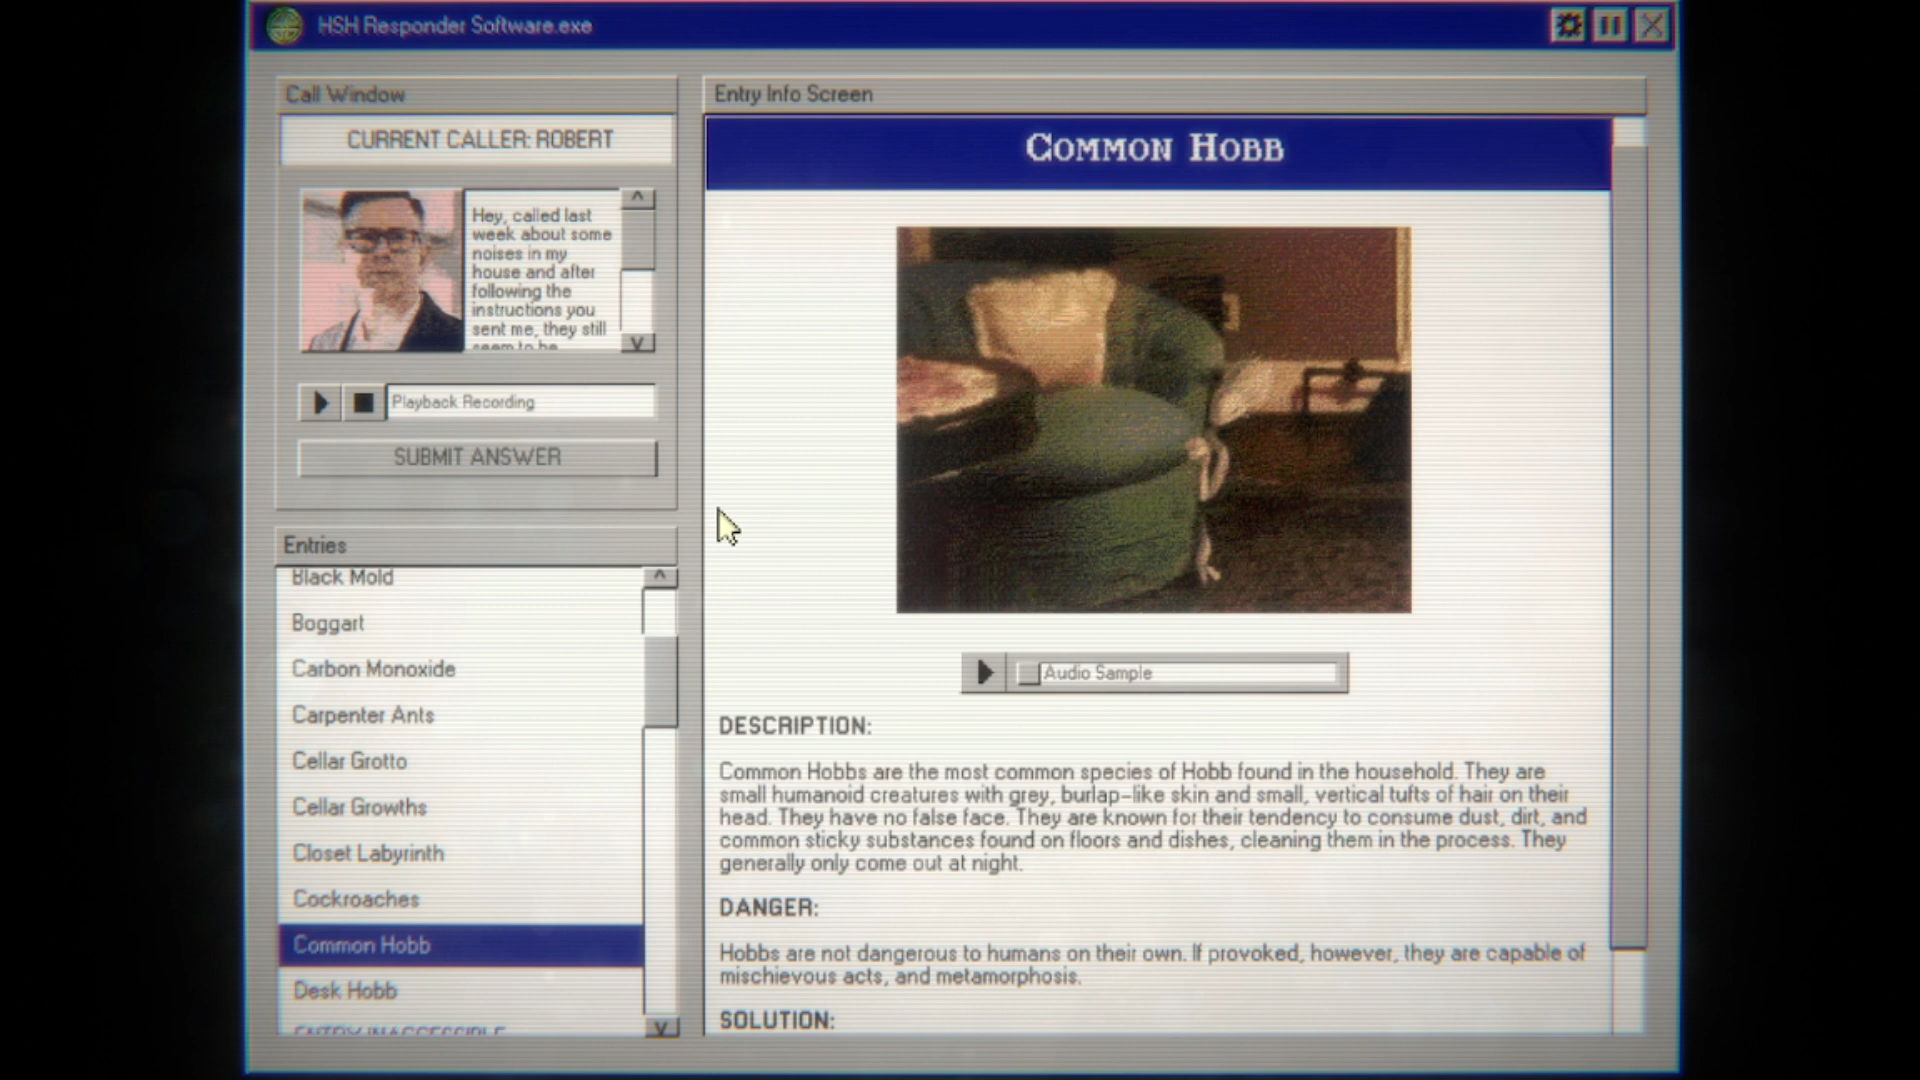 HSH Responder Software.exe
Call Window
CURRENT CALLER: ROBERT
Hey, called last
week about some
noises in my
house and after
following the
instructions you
sent me, they still
seem to be
Playback Recording
SUBMIT ANSWER
Entries
Black Mold
Boggart
Carbon Monoxide
Carpenter Ants
Cellar Grotto
Cellar Growths
Closet Labyrinth
Cockroaches
Common Hobb
Desk Hobb
ENTRY INACCESSIBLE
Entry Info Screen
COMMON HOBB
Audio Sample
DESCRIPTION:
Common Hobbs are the most common species of Hobb found in the household. They are
small humanoid creatures with grey, burlap-like skin and small, vertical tufts of hair on their
head. They have no false face. They are known for their tendency to consume dust, dirt, and
common sticky substances found on floors and dishes, cleaning them in the process. They
generally only come out at night.
DANGER:
Hobbs are not dangerous to humans on their own. If provoked, however, they are capable of
mischievous acts, and metamorphosis.
SOLUTION: